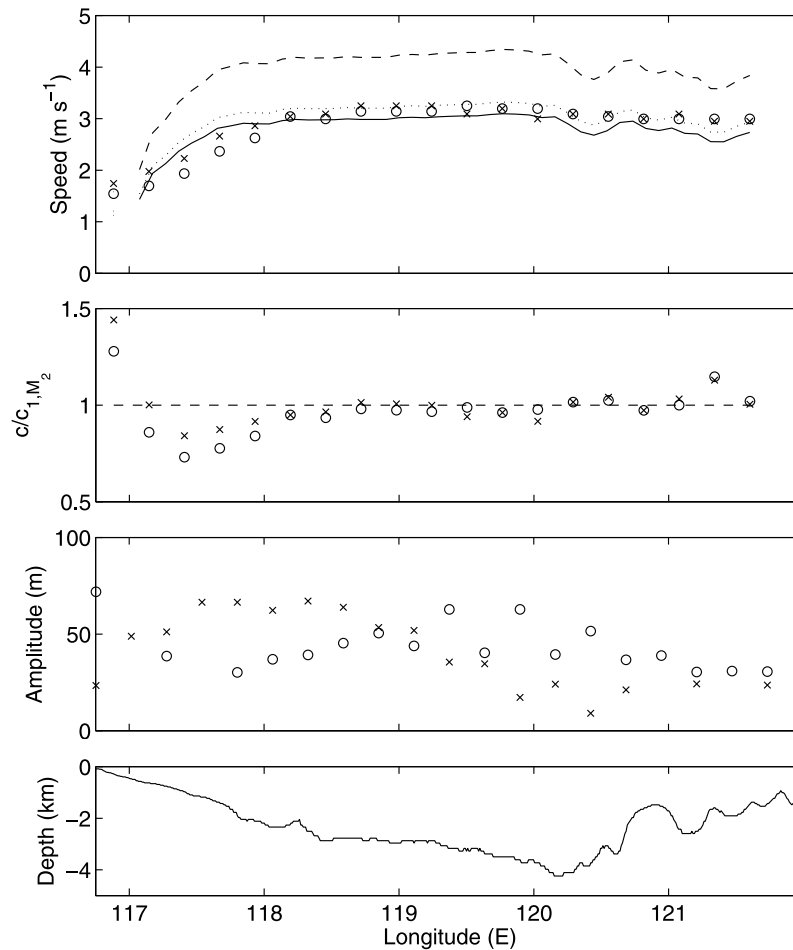 5
4
3
2
1
0
Speed (m s⁻¹)
1.5
1
0.5
c/c₁,M₂
100
50
0
Amplitude (m)
0
−2
−4
Depth (km)
117 118 119 120 121
Longitude (E)